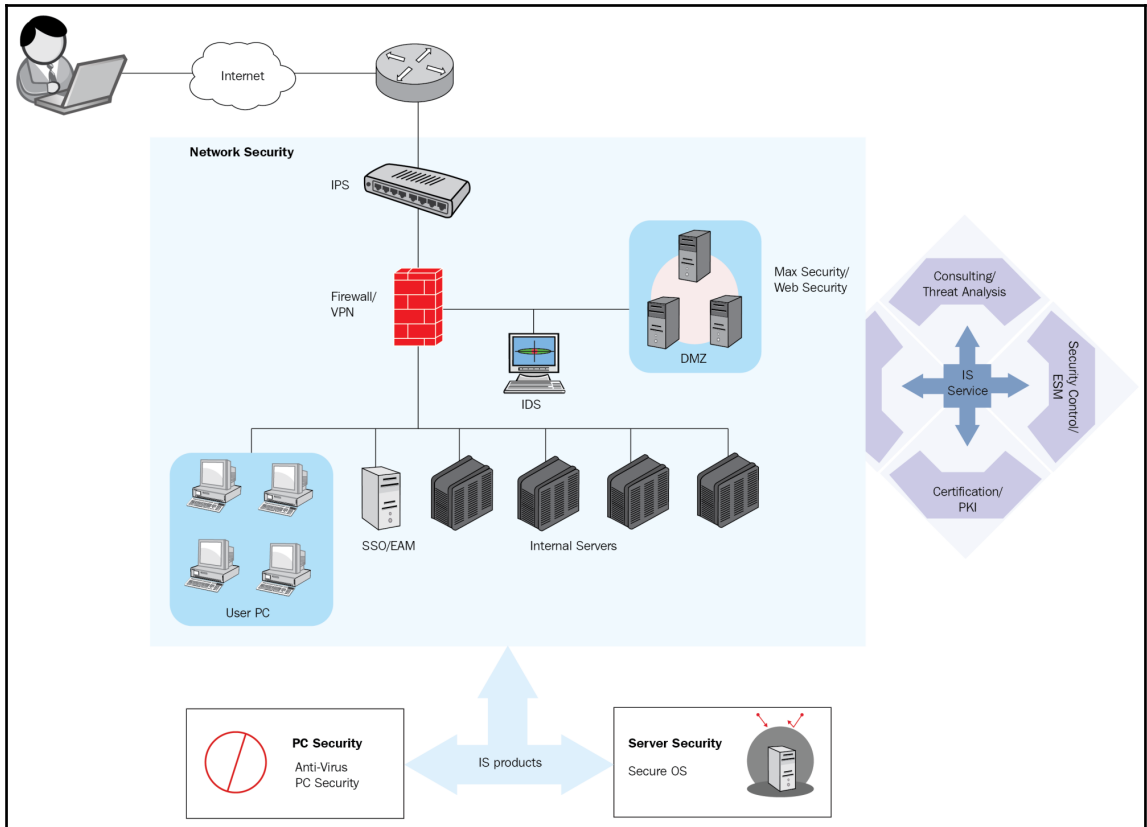 Internet
Network Security
IPS
Firewall/
VPN
Max Security/
Web Security
DMZ
IDS
SSO/EAM
Internal Servers
User PC
Consulting/
Threat Analysis
IS
Service
Security Control/
ESM
Certification/
PKI
PC Security
Anti-Virus
PC Security
IS products
Server Security
Secure OS